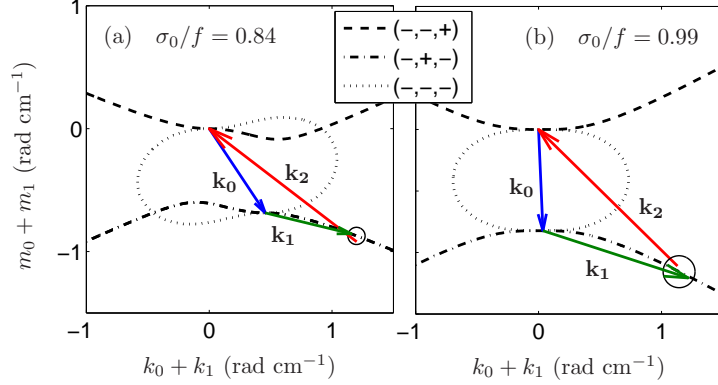 (a) σ₀/f = 0.84
(−,−,+)
(−,+,−)
(−,−,−)
(b) σ₀/f = 0.99
1
0
−1
m₀ + m₁ (rad cm⁻¹)
k₀
k₂
k₁
−1 0 1
k₀ + k₁ (rad cm⁻¹)
k₀
k₂
k₁
−1 0 1
k₀ + k₁ (rad cm⁻¹)